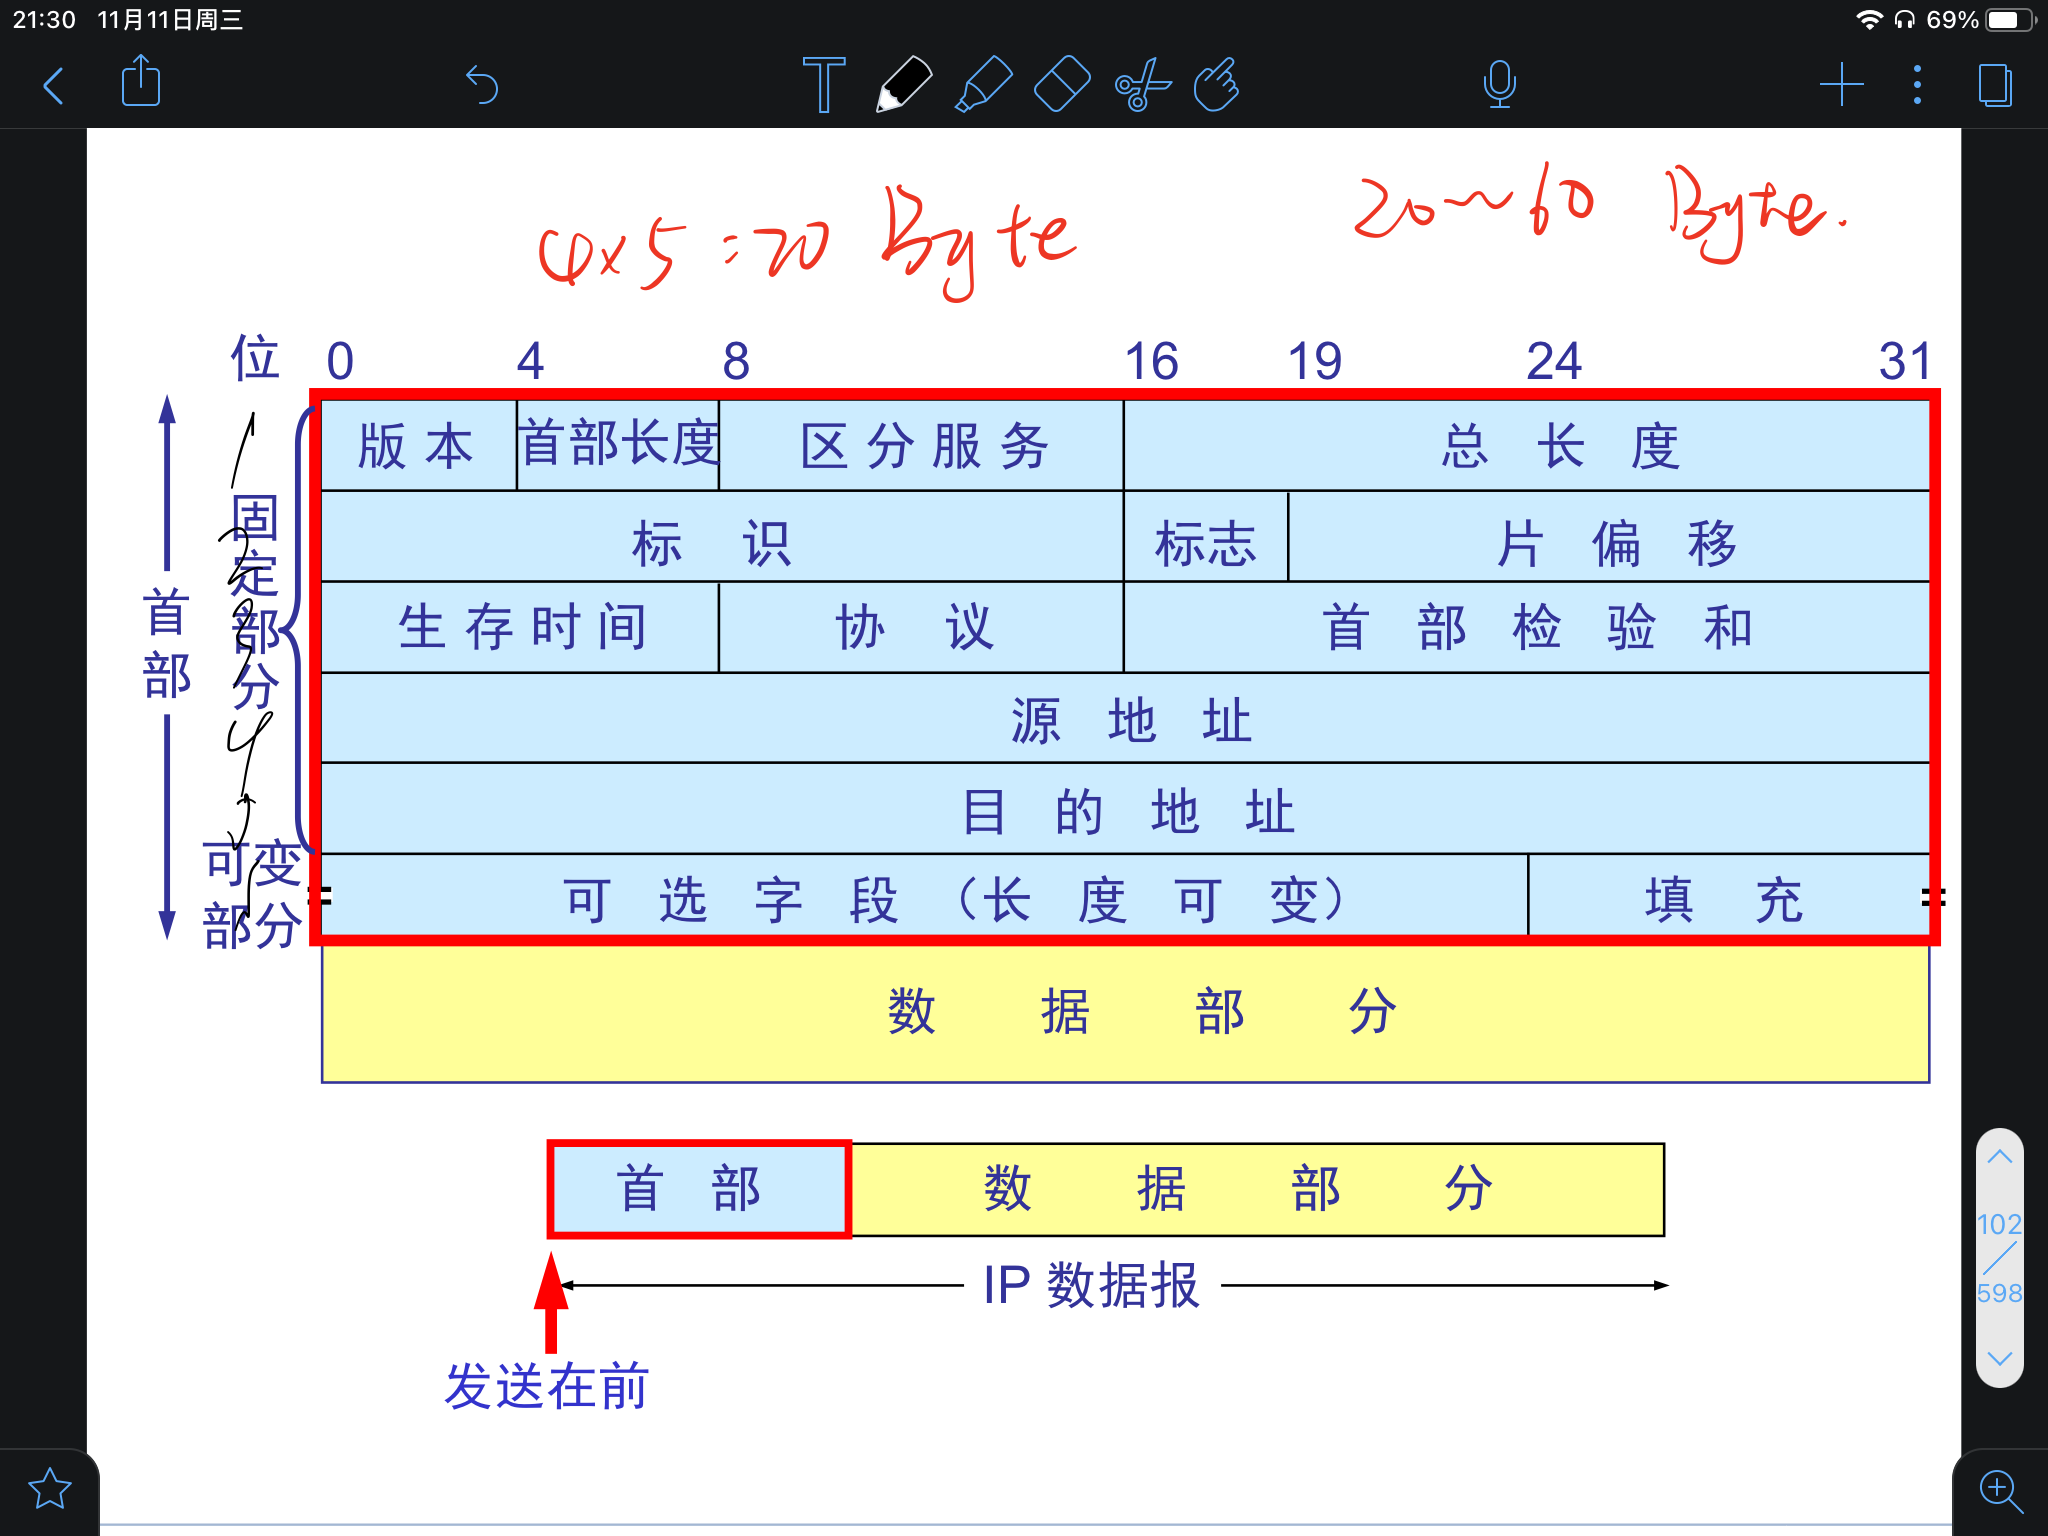 21:30 11月11日周三 69%
4×5=20 Byte
20~60 Byte.
位 0 4 8 16 19 24 31
版本 首部长度 区分服务 总长度
标识 标志 片偏移
生存时间 协议 首部检验和
源地址
目的地址
可选字段（长度可变） 填充
首部
固定部分
可变部分
1
2
3
4
5
数据部分
首部 数据部分
IP 数据报
发送在前
102
598